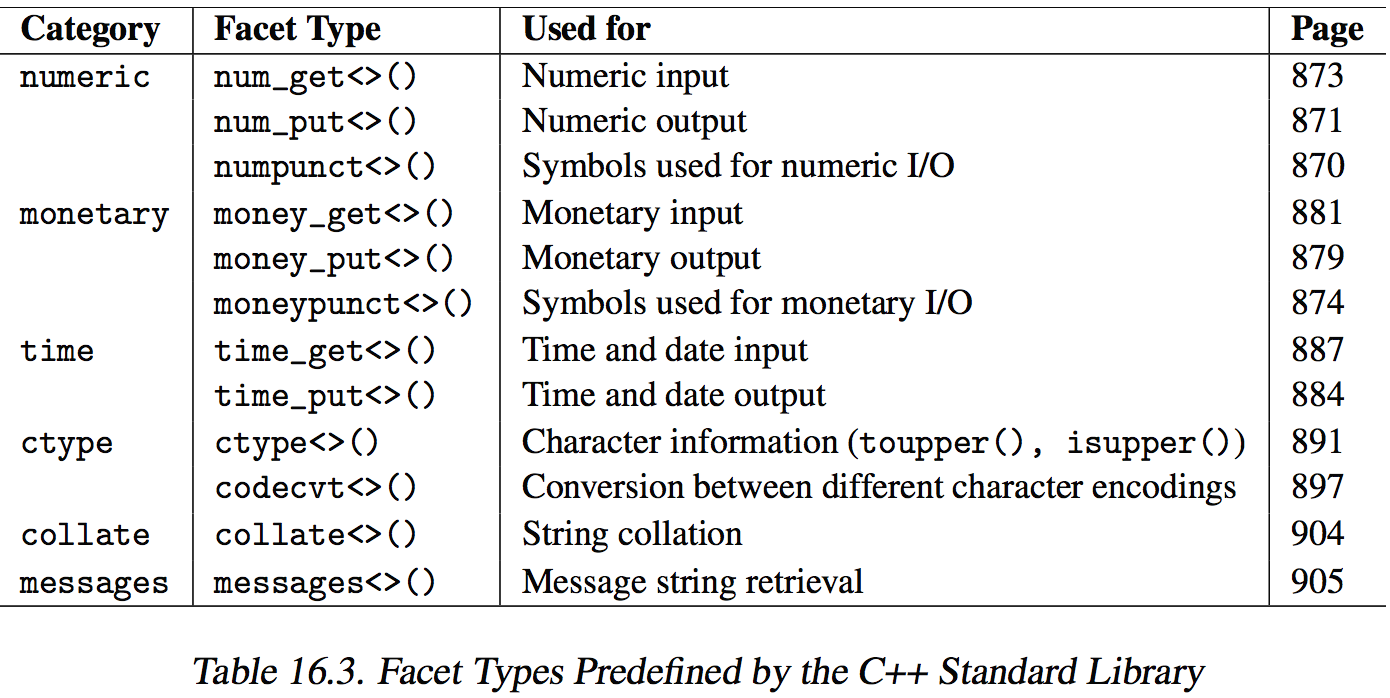 Category Facet Type Used for Page
numeric num_get<>() Numeric input 873
num_put<>() Numeric output 871
numpunct<>() Symbols used for numeric I/O 870
monetary money_get<>() Monetary input 881
money_put<>() Monetary output 879
moneypunct<>() Symbols used for monetary I/O 874
time time_get<>() Time and date input 887
time_put<>() Time and date output 884
ctype ctype<>() Character information (toupper(), isupper()) 891
codecvt<>() Conversion between different character encodings 897
collate collate<>() String collation 904
messages messages<>() Message string retrieval 905
Table 16.3. Facet Types Predefined by the C++ Standard Library